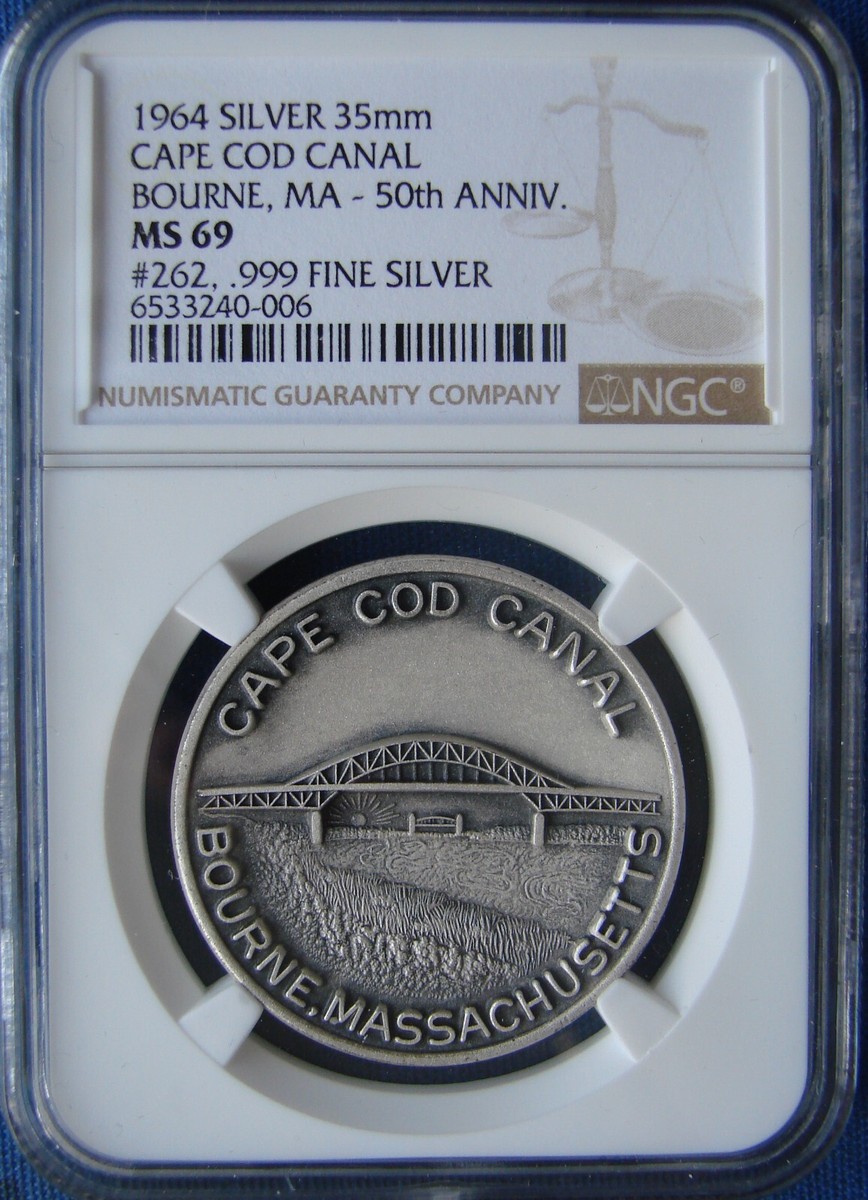 1964 SILVER 35mm
CAPE COD CANAL
BOURNE, MA - 50th ANNIV.
MS 69
#262, .999 FINE SILVER
6533240-006
NUMISMATIC GUARANTY COMPANY NGC®
CAPE COD CANAL
BOURNE, MASSACHUSETTS